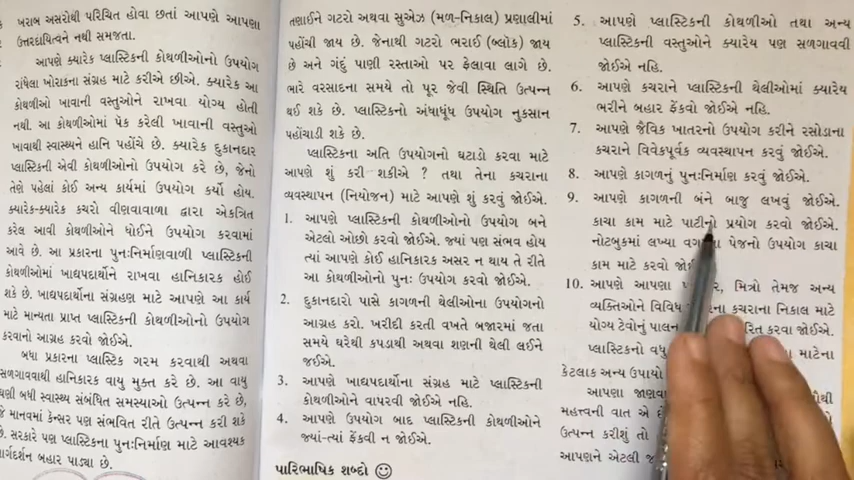 ખરાબ અસરોથી પરિચિત હોવા છતાં આપણે આપણા
ઉત્તરદાયિત્વને નથી સમજતા.
આપણે ક્યારેક પ્લાસ્ટિકની કોથળીઓનો ઉપયોગ
રાંધેલા ખોરાકના સંગ્રહ માટે કરીએ છીએ. ક્યારેક આ
કોથળીઓ ખાવાની વસ્તુઓને રાખવા યોગ્ય હોતી
નથી. આ કોથળીઓમાં પેક કરેલી ખાવાની વસ્તુઓ
ખાવાથી સ્વાસ્થ્યને હાનિ પહોંચે છે. ક્યારેક દુકાનદાર
પ્લાસ્ટિકની એવી કોથળીનો ઉપયોગ કરે છે, જેનો
તેણે પહેલાં કોઈ અન્ય કાર્યમાં ઉપયોગ કર્યો હોય.
ક્યારેક-ક્યારેક કચરો વીણવાવાળા દ્વારા એકત્રિત
કરેલ આવી કોથળીઓને ધોઈને ઉપયોગ કરવામાં
આવે છે. આ પ્રકારના પુનઃનિર્માણવાળી પ્લાસ્ટિકની
કોથળીઓમાં ખાદ્યપદાર્થોને રાખવા હાનિકારક હોઈ
શકે છે. ખાદ્યપદાર્થોના સંગ્રહણ માટે આપણે આ કાર્ય
માટે માન્યતા પ્રાપ્ત પ્લાસ્ટિકની કોથળીઓનો ઉપયોગ
કરવાનો આગ્રહ કરવો જોઈએ.
બધા પ્રકારના પ્લાસ્ટિક ગરમ કરવાથી અથવા
સળગાવવાથી હાનિકારક વાયુ મુક્ત કરે છે. આ વાયુ
ઘણી બધી સ્વાસ્થ્ય સંબંધિત સમસ્યાઓ ઉત્પન્ન કરે છે,
જે માનવમાં કેન્સર પણ સંભવિત રીતે ઉત્પન્ન કરી શકે
છે. સરકારે પણ પ્લાસ્ટિકના પુનઃનિર્માણ માટે આવશ્યક
માર્ગદર્શન બહાર પાડ્યા છે.
તણાઈને ગટરો અથવા સુએઝ (મળ-નિકાલ) પ્રણાલીમાં
પહોંચી જાય છે. જેનાથી ગટરો ભરાઈ (બ્લોક) જાય
છે અને ગંદું પાણી રસ્તાઓ પર ફેલાવા લાગે છે.
ભારે વરસાદના સમયે તો પૂર જેવી સ્થિતિ ઉત્પન્ન
થઈ શકે છે. પ્લાસ્ટિકનો અંધાધૂંધ ઉપયોગ નુકસાન
પહોંચાડી શકે છે.
પ્લાસ્ટિકના અતિ ઉપયોગનો ઘટાડો કરવા માટે
આપણે શું કરી શકીએ ? તથા તેના કચરાના
વ્યવસ્થાપન (નિયોજન) માટે આપણે શું કરવું જોઈએ.
1. આપણે પ્લાસ્ટિકની કોથળીઓનો ઉપયોગ બને
એટલો ઓછો કરવો જોઈએ. જ્યાં પણ સંભવ હોય
ત્યાં આપણે કોઈ હાનિકારક અસર ન થાય તે રીતે
આ કોથળીઓનો પુનઃ ઉપયોગ કરવો જોઈએ.
2. દુકાનદારો પાસે કાગળની થેલીઓના ઉપયોગનો
આગ્રહ કરો. ખરીદી કરતી વખતે બજારમાં જતા
સમયે ઘરેથી કપડાથી અથવા શણની થેલી લઈને
જઈએ.
3. આપણે ખાદ્યપદાર્થોના સંગ્રહ માટે પ્લાસ્ટિકની
કોથળીઓને વાપરવી જોઈએ નહિ.
4. આપણે ઉપયોગ બાદ પ્લાસ્ટિકની કોથળીઓને
જ્યાં-ત્યાં ફેંકવી ન જોઈએ.
પારિભાષિક શબ્દો
5. આપણે પ્લાસ્ટિકની કોથળીઓ તથા અન્ય
પ્લાસ્ટિકની વસ્તુઓને ક્યારેય પણ સળગાવવી
જોઈએ નહિ.
6. આપણે કચરાને પ્લાસ્ટિકની થેલીઓમાં ક્યારેય
ભરીને બહાર ફેંકવો જોઈએ નહિ.
7. આપણે જૈવિક ખાતરનો ઉપયોગ કરીને રસોડાના
કચરાને વિવેકપૂર્વક વ્યવસ્થાપન કરવું જોઈએ.
8. આપણે કાગળનું પુનઃનિર્માણ કરવું જોઈએ.
9. આપણે કાગળની બંને બાજુ લખવું જોઈએ.
કાચા કામ માટે પાટીનો પ્રયોગ કરવો જોઈએ.
નોટબુકમાં લખ્યા પેજનો ઉપયોગ કાચા
કામ માટે કરવો
10. આપણે આપણા મિત્રો તેમજ અન્ય
વ્યક્તિઓને વિવિધ કચરાના નિકાલ માટે
યોગ્ય ટેવોનું પાલન કરવા જોઈએ.
પ્લાસ્ટિકનો માટેના
કેટલાક અન્ય
આપણા
મહત્ત્વની વાત એ
ઉત્પન્ન કરીશું તો
આપણને એટલી